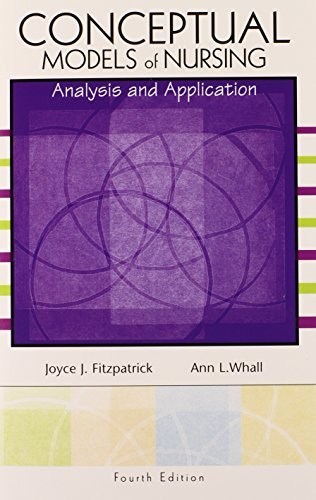 CONCEPTUAL
MODELS of NURSING
Analysis and Application
Joyce J. Fitzpatrick Ann L. Whall
Fourth Edition